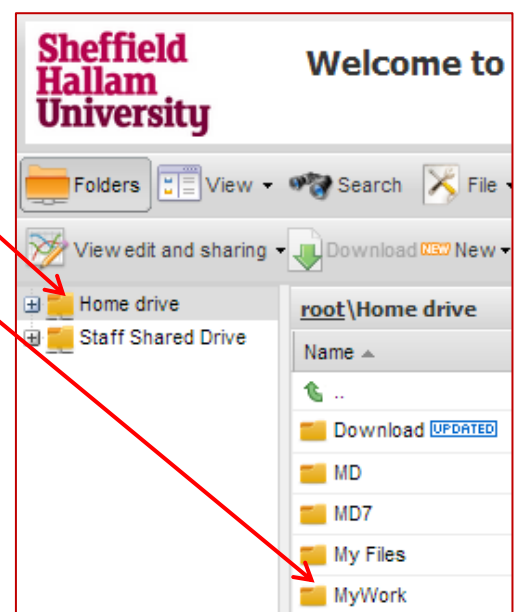 Sheffield
Hallam
University
Welcome to
Folders View Search File
View edit and sharing Download NEW New
Home drive
Staff Shared Drive
root\Home drive
Name
..
Download UPDATED
MD
MD7
My Files
MyWork